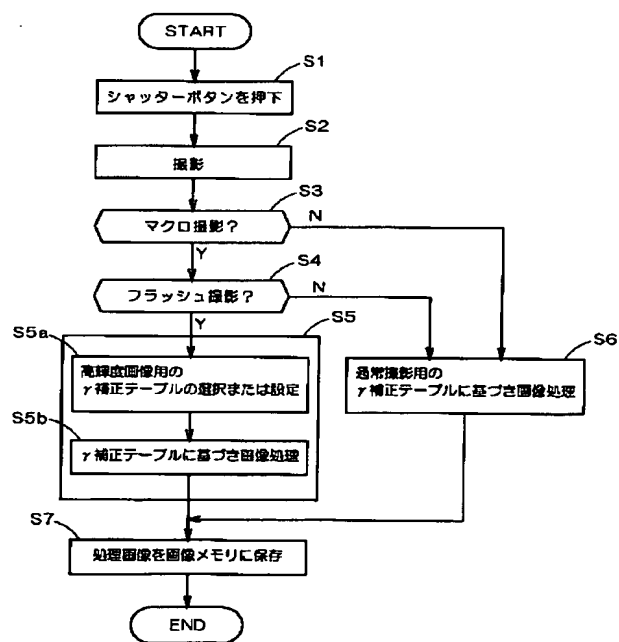 START
S1
シャッターボタンを押下
S2
撮影
S3
マクロ撮影?
N
Y
S4
フラッシュ撮影?
N
Y
S5
S5a
高輝度画像用の
γ補正テーブルの選択または設定
S6
通常撮影用の
γ補正テーブルに基づき画像処理
S5b
γ補正テーブルに基づき画像処理
S7
処理画像を画像メモリに保存
END